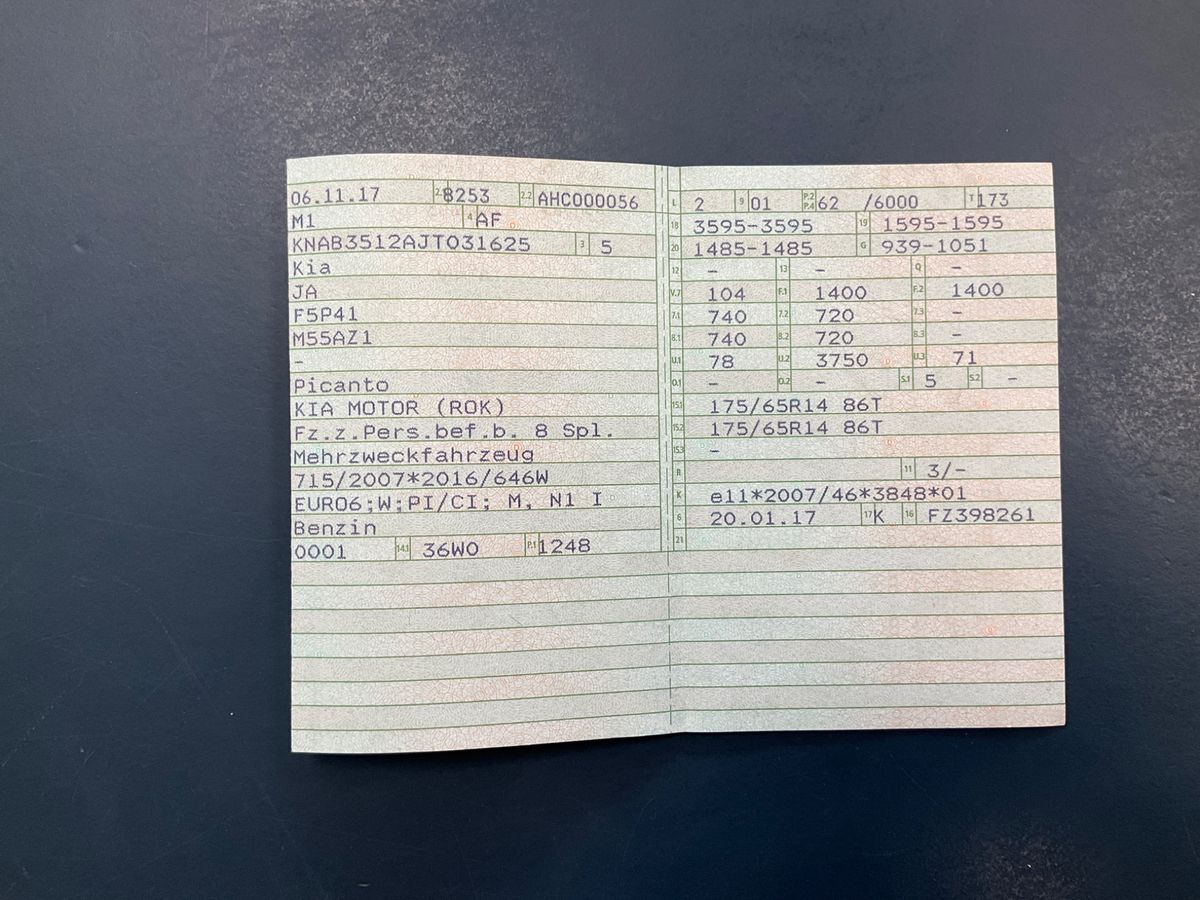 06.11.17 2.1 8253 2.2 AHC000056
M1 4 AF
KNAB3512AJT031625 3 5
Kia
JA
F5P41
M55AZ1
–
Picanto
KIA MOTOR (ROK)
Fz.z.Pers.bef.b. 8 Spl.
Mehrzweckfahrzeug
715/2007*2016/646W
EURO6;W;PI/CI; M, N1 I
Benzin
0001 14.1 36W0 P.1 1248
L 2 9 01 P.2 P.4 62 /6000 T 173
18 3595-3595 19 1595-1595
20 1485-1485 G 939-1051
12 – 13 – Q –
V.7 104 F.1 1400 F.2 1400
7.1 740 7.2 720 7.3 –
8.1 740 8.2 720 8.3 –
U.1 78 U.2 3750 U.3 71
O.1 – O.2 – S.1 5 S.2 –
15.1 175/65R14 86T
15.2 175/65R14 86T
15.3 –
R 11 3/–
K e11*2007/46*3848*01
6 20.01.17 17 K 16 FZ398261
21